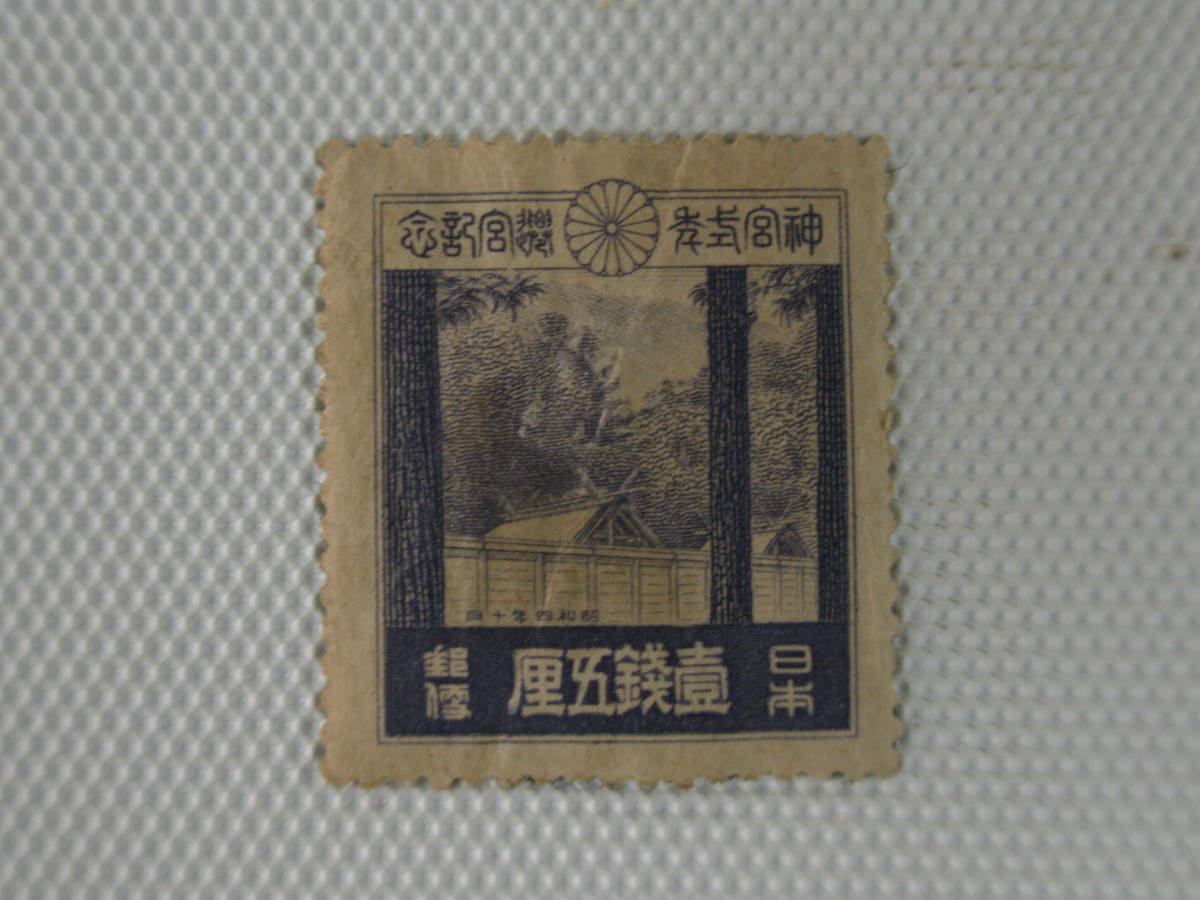 神宮式年遷宮記念
昭和四年十月
日本
壹錢五厘
郵便